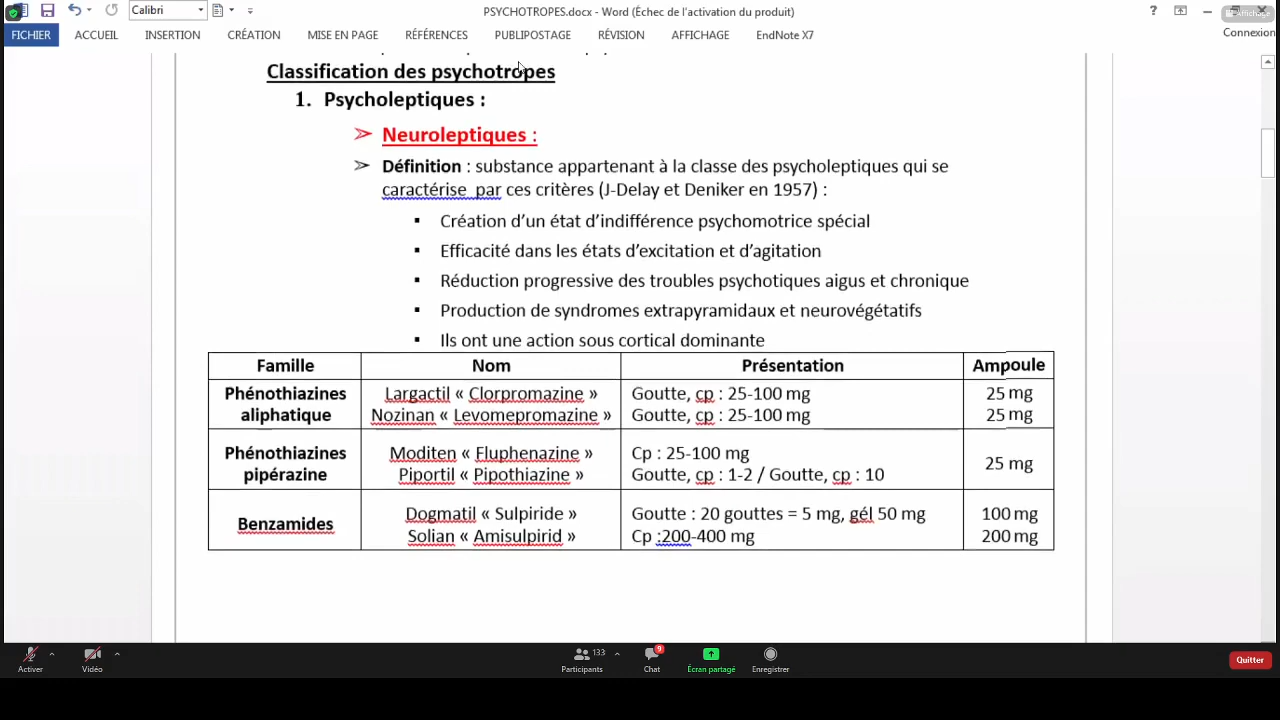 PSYCHOTROPES.docx - Word (Échec de l'activation du produit)
Affichage
Calibri
FICHIER ACCUEIL INSERTION CRÉATION MISE EN PAGE RÉFÉRENCES PUBLIPOSTAGE RÉVISION AFFICHAGE EndNote X7 Connexion
Classification des psychotropes
1. Psycholeptiques :
➢ Neuroleptiques :
➢ Définition : substance appartenant à la classe des psycholeptiques qui se
caractérise par ces critères (J-Delay et Deniker en 1957) :
▪ Création d'un état d'indifférence psychomotrice spécial
▪ Efficacité dans les états d'excitation et d'agitation
▪ Réduction progressive des troubles psychotiques aigus et chronique
▪ Production de syndromes extrapyramidaux et neurovégétatifs
▪ Ils ont une action sous cortical dominante
Famille Nom Présentation Ampoule
Phénothiazines Largactil « Clorpromazine » Goutte, cp : 25-100 mg 25 mg
aliphatique Nozinan « Levomepromazine » Goutte, cp : 25-100 mg 25 mg
Phénothiazines Moditen « Fluphenazine » Cp : 25-100 mg
pipérazine Piportil « Pipothiazine » Goutte, cp : 1-2 / Goutte, cp : 10
25 mg
Benzamides
Dogmatil « Sulpiride » Goutte : 20 gouttes = 5 mg, gél 50 mg 100 mg
Solian « Amisulpirid » Cp :200-400 mg 200 mg
Activer Vidéo Participants 133 Chat 9 Écran partagé Enregistrer Quitter